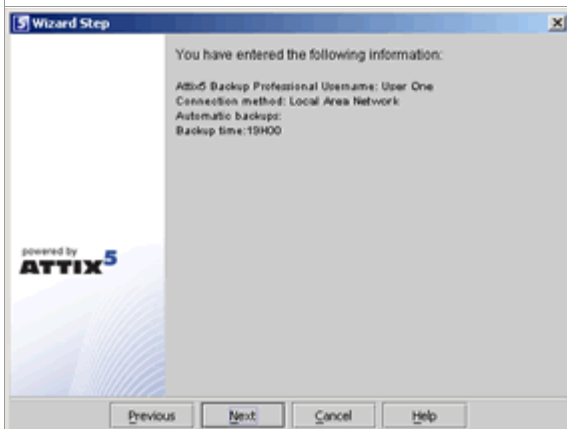 5 Wizard Step
You have entered the following information:
Attix5 Backup Professional Username: User One
Connection method: Local Area Network
Automatic backups:
Backup time:19H00
powered by
ATTIX5
Previous
Next
Cancel
Help